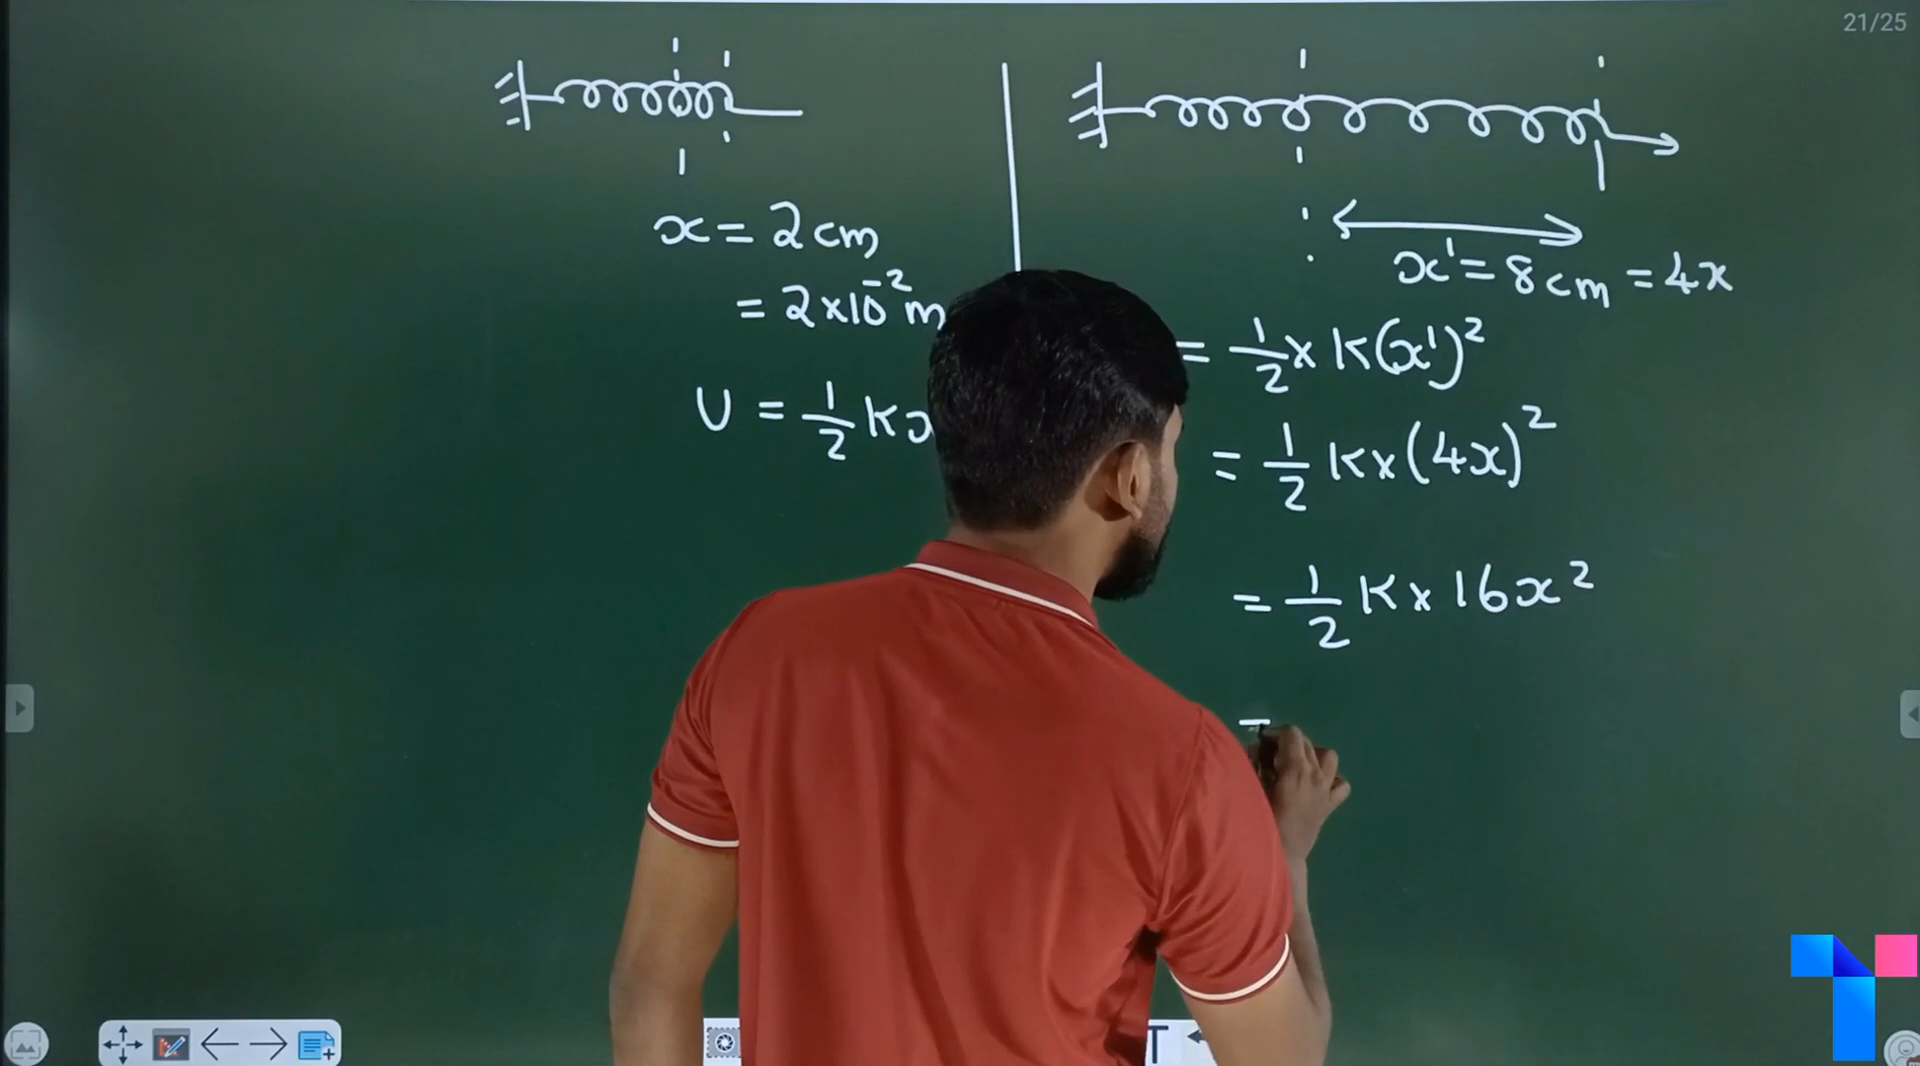 21/25
x = 2 cm
= 2×10⁻² m
U = 1/2 K
x' = 8 cm = 4x
= 1/2 × K(x')²
= 1/2 K × (4x)²
= 1/2 K × 16x²
=
T